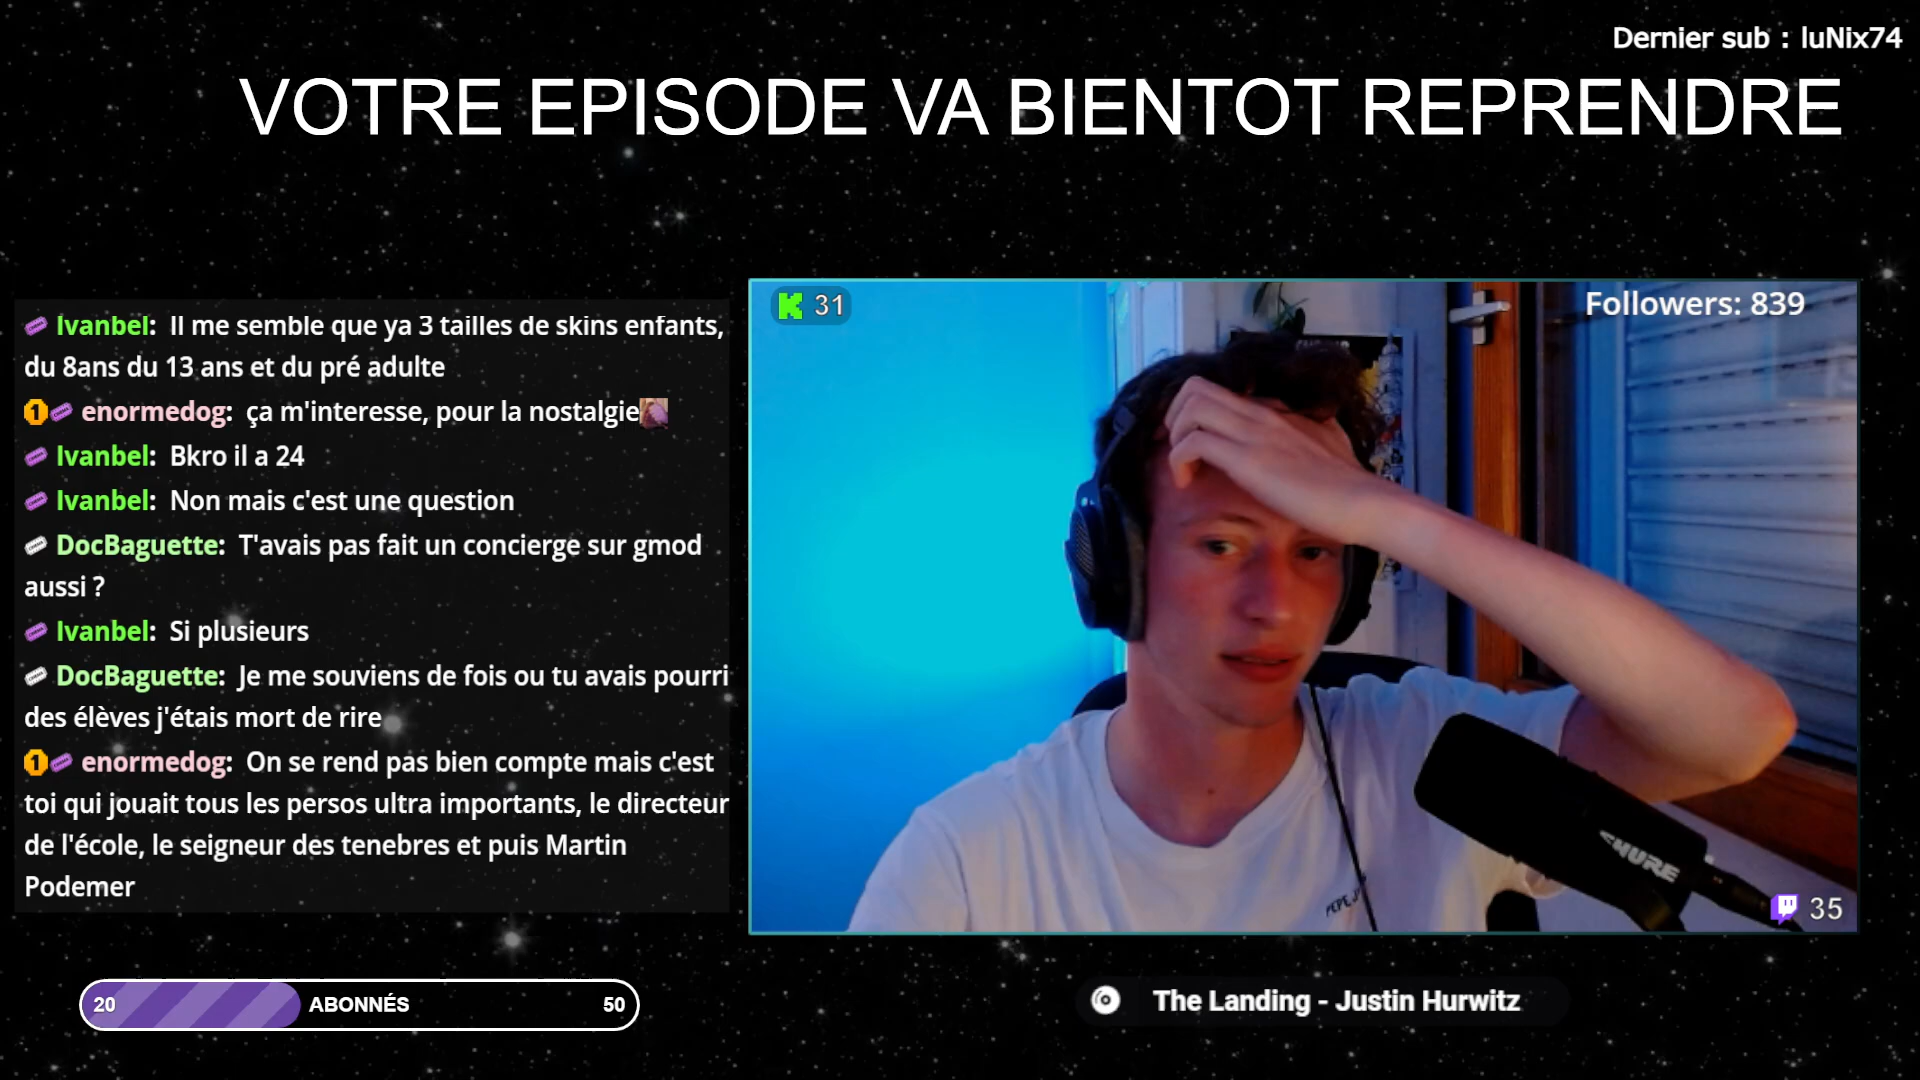 Dernier sub : luNix74
VOTRE EPISODE VA BIENTOT REPRENDRE
Ivanbel: Il me semble que ya 3 tailles de skins enfants,
du 8ans du 13 ans et du pré adulte
1 enormedog: ça m'interesse, pour la nostalgie
Ivanbel: Bkro il a 24
Ivanbel: Non mais c'est une question
DocBaguette: T'avais pas fait un concierge sur gmod
aussi ?
Ivanbel: Si plusieurs
DocBaguette: Je me souviens de fois ou tu avais pourri
des élèves j'étais mort de rire
1 enormedog: On se rend pas bien compte mais c'est
toi qui jouait tous les persos ultra importants, le directeur
de l'école, le seigneur des tenebres et puis Martin
Podemer
K 31
Followers: 839
SHURE
35
20 ABONNÉS 50
The Landing - Justin Hurwitz